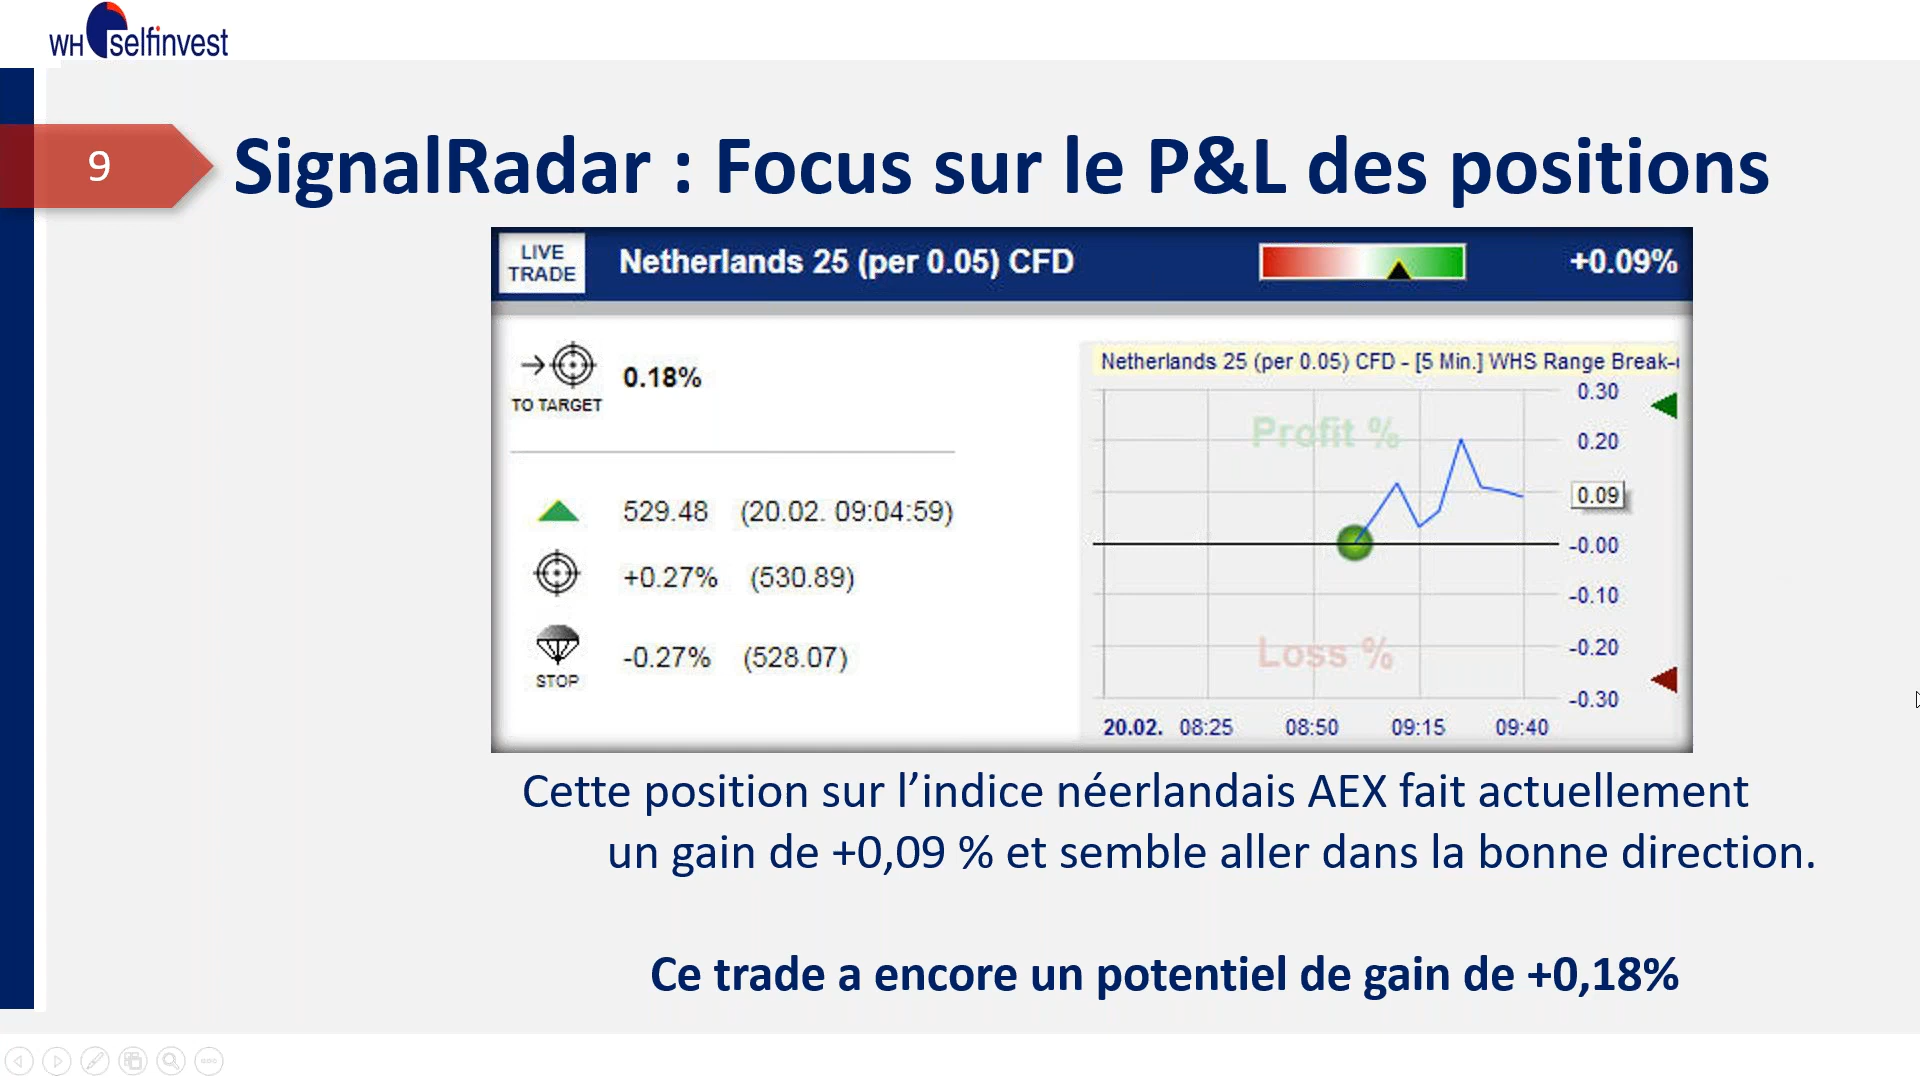 WH selfinvest
9
SignalRadar : Focus sur le P&L des positions
LIVE
TRADE
Netherlands 25 (per 0.05) CFD
+0.09%
TO TARGET
0.18%
529.48 (20.02. 09:04:59)
+0.27% (530.89)
STOP
-0.27% (528.07)
Netherlands 25 (per 0.05) CFD - [5 Min.] WHS Range Break-
Profit %
Loss %
0.30
0.20
0.09
-0.00
-0.10
-0.20
-0.30
20.02. 08:25 08:50 09:15 09:40
Cette position sur l’indice néerlandais AEX fait actuellement
un gain de +0,09 % et semble aller dans la bonne direction.
Ce trade a encore un potentiel de gain de +0,18%